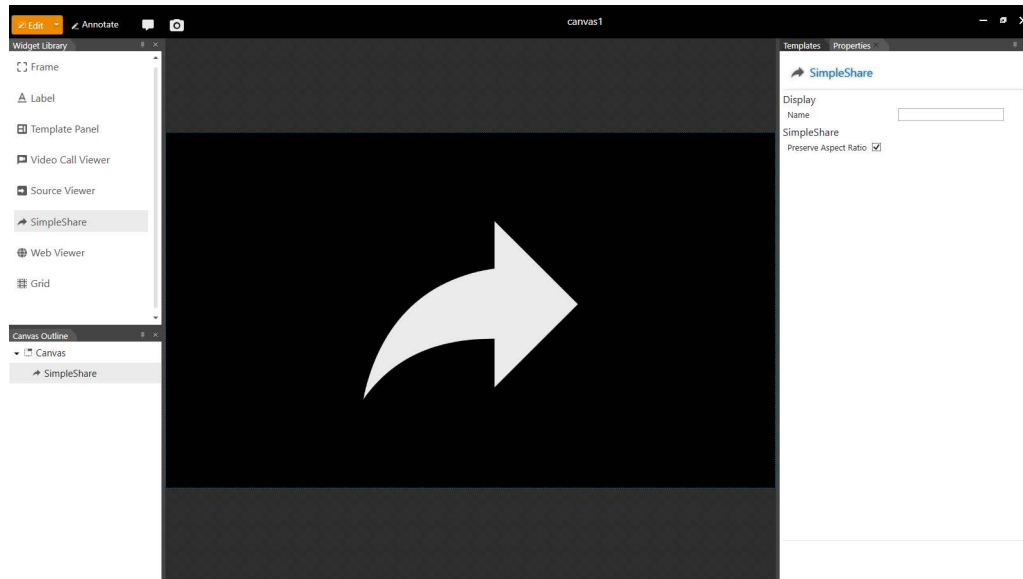 Edit
Annotate
canvas1
Widget Library
Frame
Label
Template Panel
Video Call Viewer
Source Viewer
SimpleShare
Web Viewer
Grid
Canvas Outline
Canvas
SimpleShare
Templates Properties
SimpleShare
Display
Name
SimpleShare
Preserve Aspect Ratio